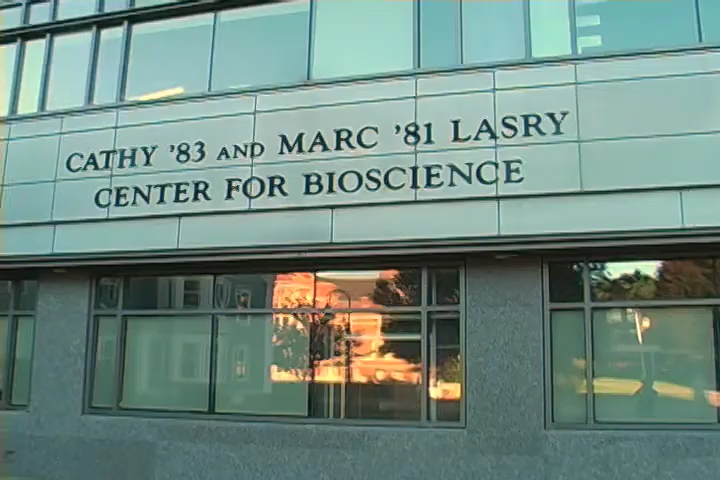 CATHY '83 AND MARC '81 LASRY
CENTER FOR BIOSCIENCE